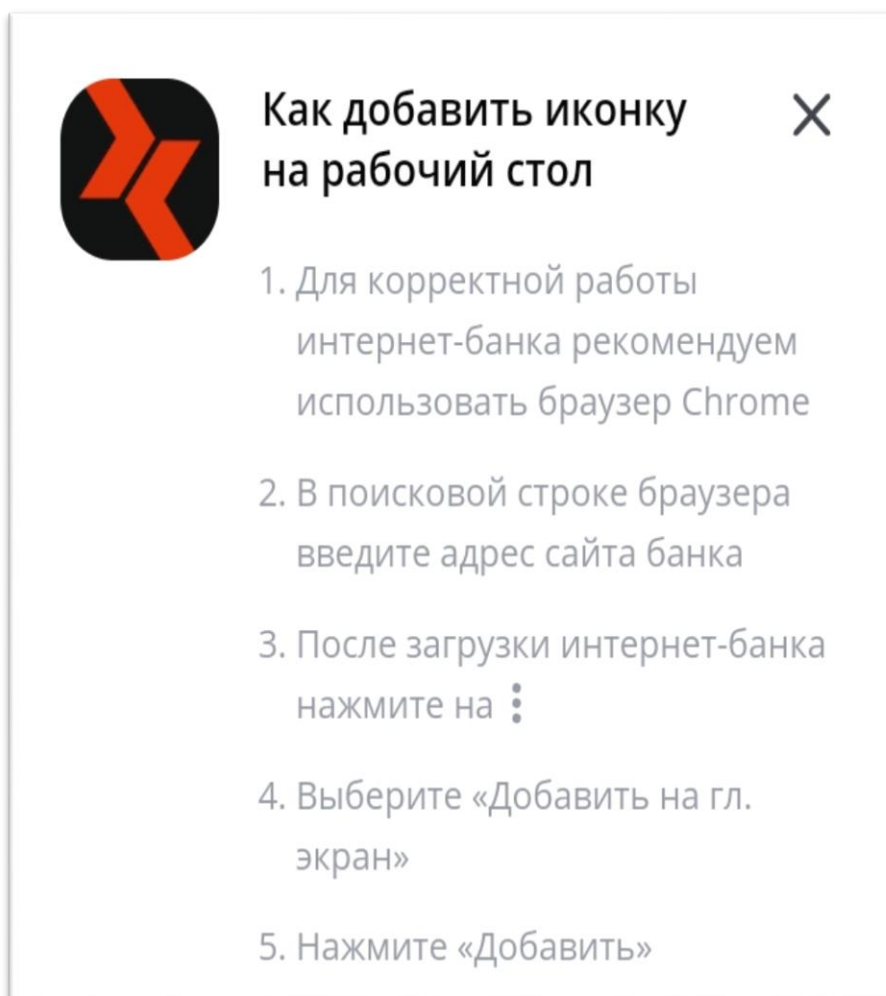 Как добавить иконку
на рабочий стол
1. Для корректной работы
интернет-банка рекомендуем
использовать браузер Chrome
2. В поисковой строке браузера
введите адрес сайта банка
3. После загрузки интернет-банка
нажмите на
4. Выберите «Добавить на гл.
экран»
5. Нажмите «Добавить»